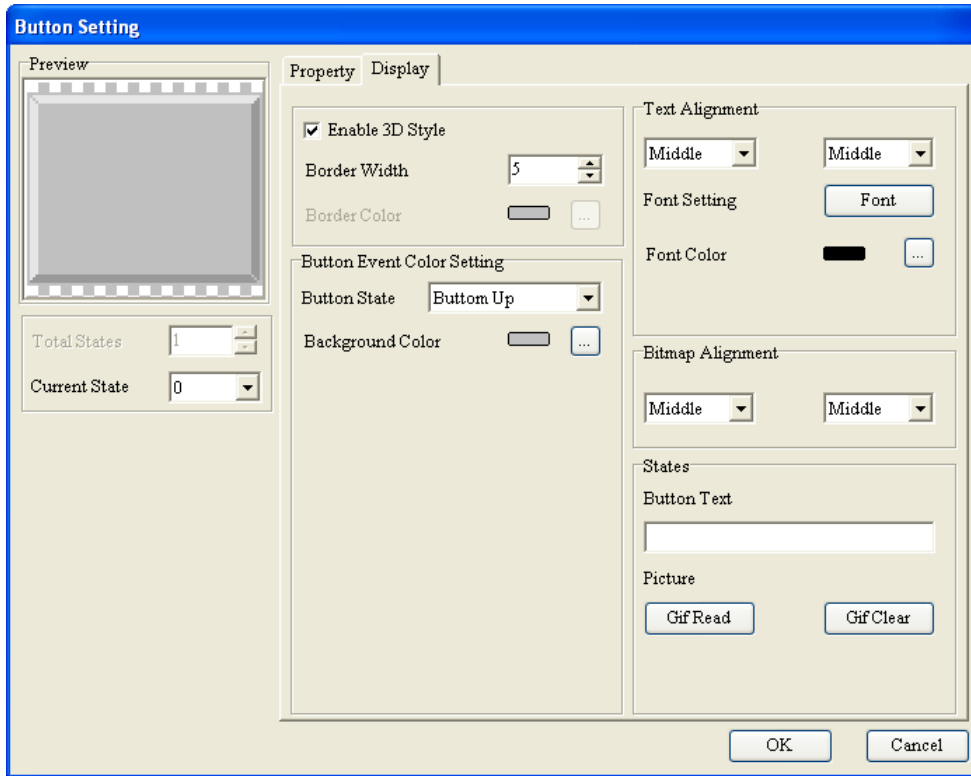 Button Setting
Preview
Total States 1
Current State 0
Property Display
Enable 3D Style
Border Width 5
Border Color ...
Button Event Color Setting
Button State Buttom Up
Background Color ...
Text Alignment
Middle Middle
Font Setting Font
Font Color ...
Bitmap Alignment
Middle Middle
States
Button Text
Picture
Gif Read Gif Clear
OK Cancel